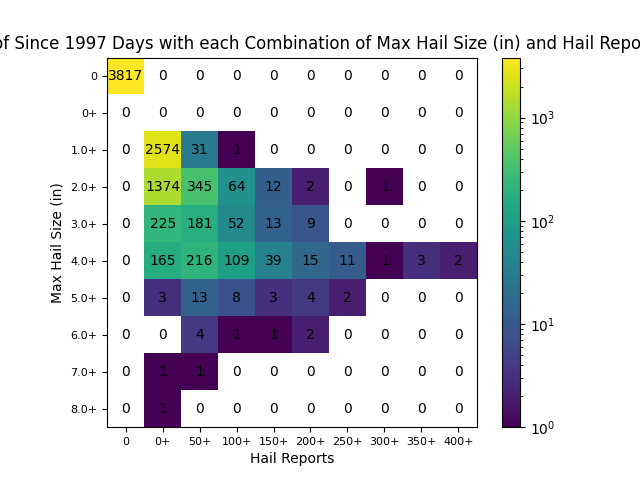 of Since 1997 Days with each Combination of Max Hail Size (in) and Hail Repo
0 3817 0 0 0 0 0 0 0 0 0
0+ 0 0 0 0 0 0 0 0 0 0
1.0+ 0 2574 31 1 0 0 0 0 0 0
2.0+ 0 1374 345 64 12 2 0 1 0 0
3.0+ 0 225 181 52 13 9 0 0 0 0
4.0+ 0 165 216 109 39 15 11 1 3 2
5.0+ 0 3 13 8 3 4 2 0 0 0
6.0+ 0 0 4 1 1 2 0 0 0 0
7.0+ 0 1 1 0 0 0 0 0 0 0
8.0+ 0 1 0 0 0 0 0 0 0 0
0 0+ 50+ 100+ 150+ 200+ 250+ 300+ 350+ 400+
Hail Reports
Max Hail Size (in)
10³
10²
10¹
10⁰